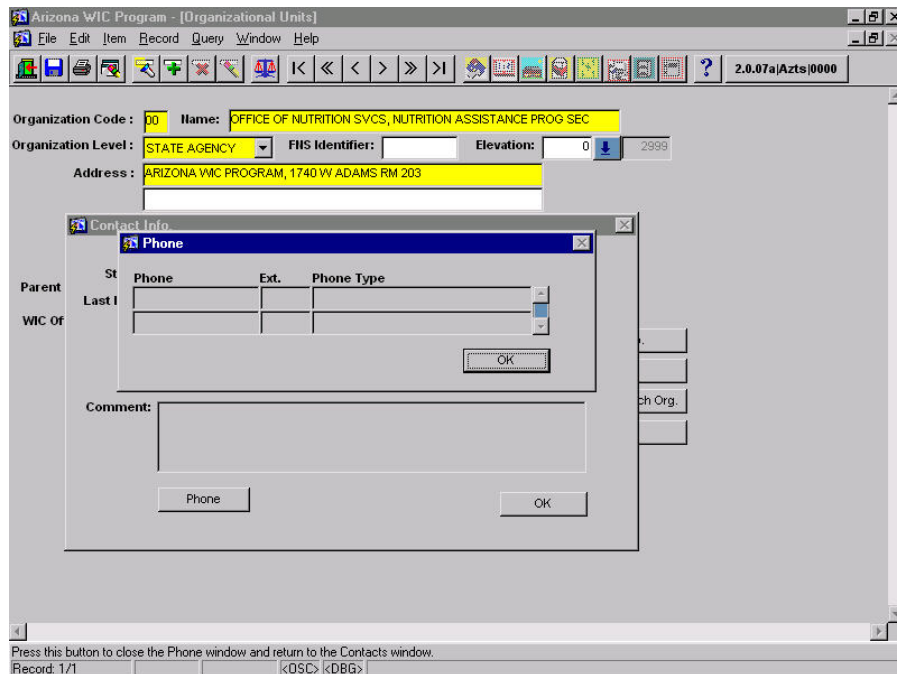 Arizona WIC Program - [Organizational Units]
File Edit Item Record Query Window Help
2.0.07a|Azts|0000
Organization Code : 00 Name: OFFICE OF NUTRITION SVCS, NUTRITION ASSISTANCE PROG SEC
Organization Level : STATE AGENCY FNS Identifier: Elevation: 0 2999
Address : ARIZONA WIC PROGRAM, 1740 W ADAMS RM 203
Contact Info.
Phone
St
Phone Ext. Phone Type
Parent
Last
WIC Of
OK
ch Org.
Comment:
Phone OK
Press this button to close the Phone window and return to the Contacts window.
Record: 1/1 <OSC> <DBG>